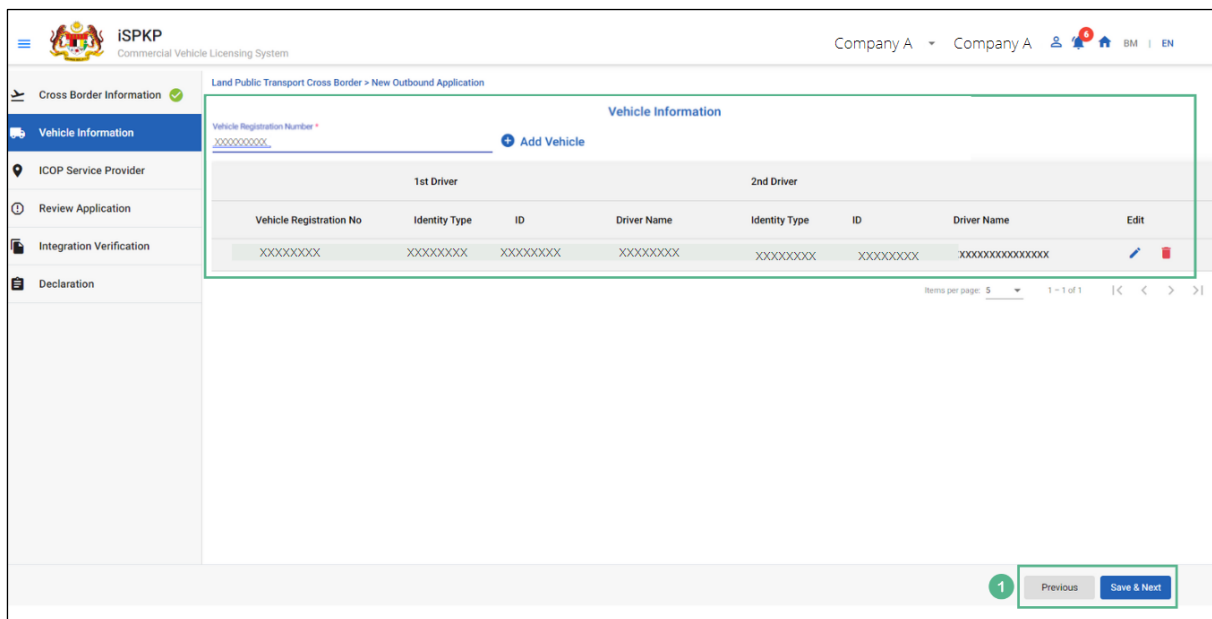 iSPKP
Commercial Vehicle Licensing System
Company A Company A 6 BM | EN
Cross Border Information
Vehicle Information
ICOP Service Provider
Review Application
Integration Verification
Declaration
Land Public Transport Cross Border > New Outbound Application
Vehicle Information
Vehicle Registration Number *
XXXXXXXXXX
Add Vehicle
1st Driver 2nd Driver
Vehicle Registration No Identity Type ID Driver Name Identity Type ID Driver Name Edit
XXXXXXXX XXXXXXXX XXXXXXXX XXXXXXXX XXXXXXXX XXXXXXXX XXXXXXXXXXXXXXX
Items per page: 5 1 – 1 of 1
1 Previous Save & Next